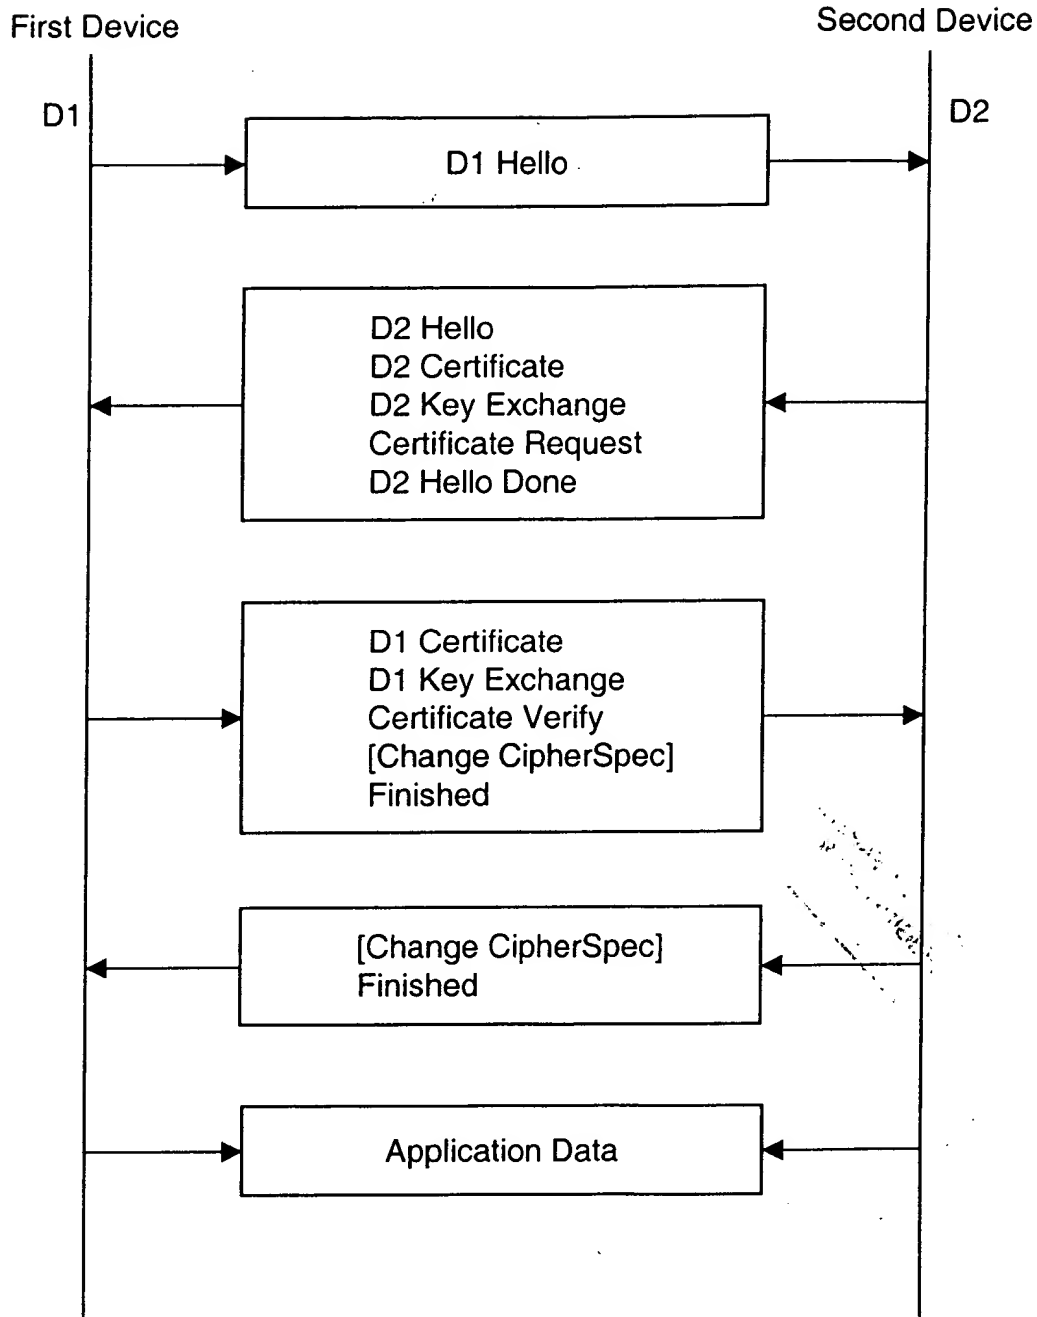 First Device
Second Device
D1
D2
D1 Hello
D2 Hello
D2 Certificate
D2 Key Exchange
Certificate Request
D2 Hello Done
D1 Certificate
D1 Key Exchange
Certificate Verify
[Change CipherSpec]
Finished
[Change CipherSpec]
Finished
Application Data